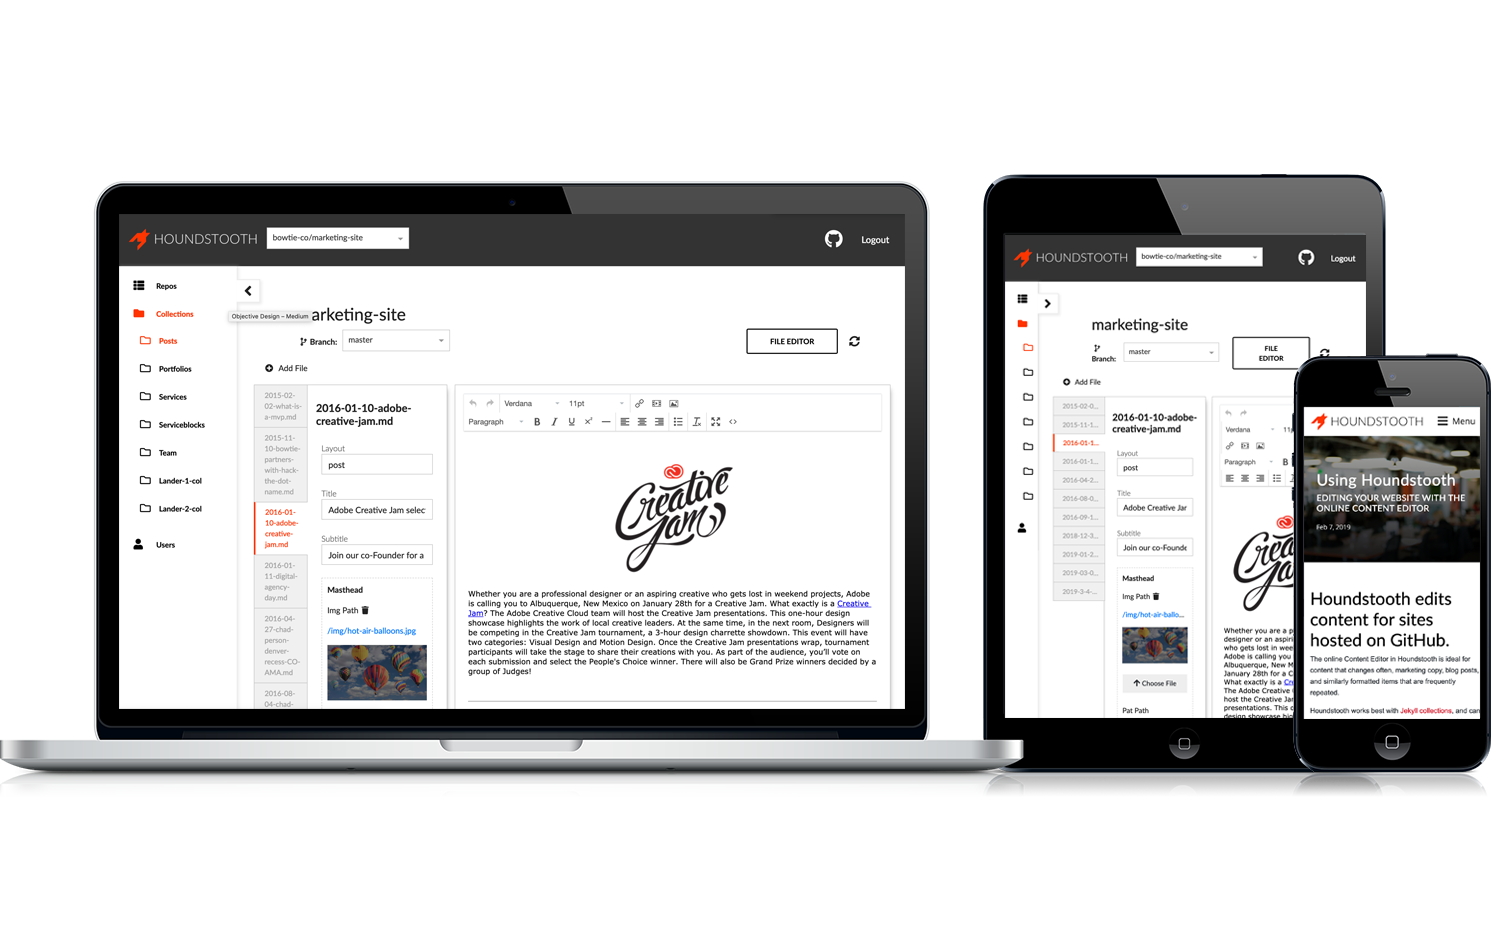 HOUNDSTOOTH
bowtie-co/marketing-site
Logout
Repos
Collections
Posts
Portfolios
Services
Serviceblocks
Team
Lander-1-col
Lander-2-col
Users
Objective Design – Medium
arketing-site
Branch:
master
FILE EDITOR
Add File
2015-02-
02-what-is-
a-mvp.md
2015-11-
10-bowtie-
partners-
with-hack-
the-dot-
name.md
2016-01-
10-adobe-
creative-
jam.md
2016-01-
11-digital-
agency-
day.md
2016-04-
27-chad-
person-
denver-
recess-CO-
AMA.md
2016-08-
04-chad-
2016-01-10-adobe-
creative-jam.md
Layout
post
Title
Adobe Creative Jam selec
Subtitle
Join our co-Founder for a
Masthead
Img Path
/img/hot-air-balloons.jpg
Verdana
11pt
Paragraph
B
I
U
Creative
Jam
Whether you are a professional designer or an aspiring creative who gets lost in weekend projects, Adobe
is calling you to Albuquerque, New Mexico on January 28th for a Creative Jam. What exactly is a Creative
Jam? The Adobe Creative Cloud team will host the Creative Jam presentations. This one-hour design
showcase highlights the work of local creative leaders. At the same time, in the next room, Designers will
be competing in the Creative Jam tournament, a 3-hour design charrette showdown. This event will have
two categories: Visual Design and Motion Design. Once the Creative Jam presentations wrap, tournament
participants will take the stage to share their creations with you. As part of the audience, you'll vote on
each submission and select the People's Choice winner. There will also be Grand Prize winners decided by a
group of Judges!
HOUNDSTOOTH
bowtie-co/marketing-site
Logout
marketing-site
Branch:
master
FILE
EDITOR
Add File
2015-02-0...
2015-11-1...
2016-01-1...
2016-01-1...
2016-04-2...
2016-08-0...
2016-09-1...
2018-12-3...
2019-01-2...
2019-03-0...
2019-3-4-...
2016-01-10-adobe-
creative-jam.md
Layout
post
Title
Adobe Creative Jar
Subtitle
Join our co-Founde
Masthead
Img Path
/img/hot-air-ballo...
Choose File
Pat Path
Verdana
11
Paragraph
B
Whether you are a p
or an aspiring
who gets lost in week
Adobe is calling you
Albuquerque, New M
January 28th for a C
What exactly is a Cre
The Adobe Creative C
will host the Creative
presentations. This o
design showcase hig
HOUNDSTOOTH
Menu
Using Houndstooth
EDITING YOUR WEBSITE WITH THE
ONLINE CONTENT EDITOR
Feb 7, 2019
Houndstooth edits
content for sites
hosted on GitHub.
The online Content Editor in Houndstooth is ideal for
content that changes often, marketing copy, blog posts,
and similarly formatted items that are frequently
repeated.
Houndstooth works best with Jekyll collections, and can